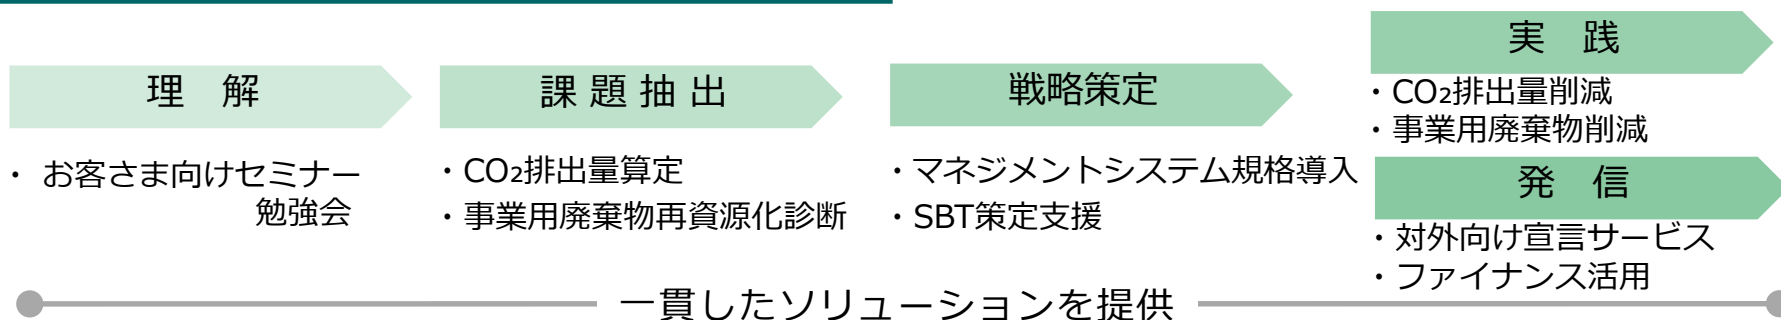 理　解
・ お客さま向けセミナー
勉強会
課 題 抽 出
・CO₂排出量算定
・事業用廃棄物再資源化診断
戦略策定
・マネジメントシステム規格導入
・SBT策定支援
実　践
・CO₂排出量削減
・事業用廃棄物削減
発　信
・対外向け宣言サービス
・ファイナンス活用
一貫したソリューションを提供